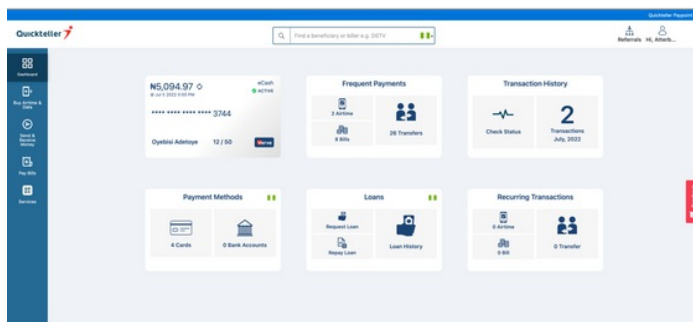 Quickteller Paypoint
Quickteller
Find a beneficiary or biller e.g. DSTV
Referrals
Hi, Atterb...
Dashboard
Buy Airtime & Data
Send & Receive Money
Pay Bills
Services
₦5,094.97
eCash
ACTIVE
**** **** **** **** 3744
Oyebisi Adetoye
12 / 50
Verve
Frequent Payments
2 Airtime
8 Bills
26 Transfers
Transaction History
Check Status
2
Transactions
July, 2022
Payment Methods
4 Cards
0 Bank Accounts
Loans
Request Loan
Repay Loan
Loan History
Recurring Transactions
0 Airtime
0 Bill
0 Transfer